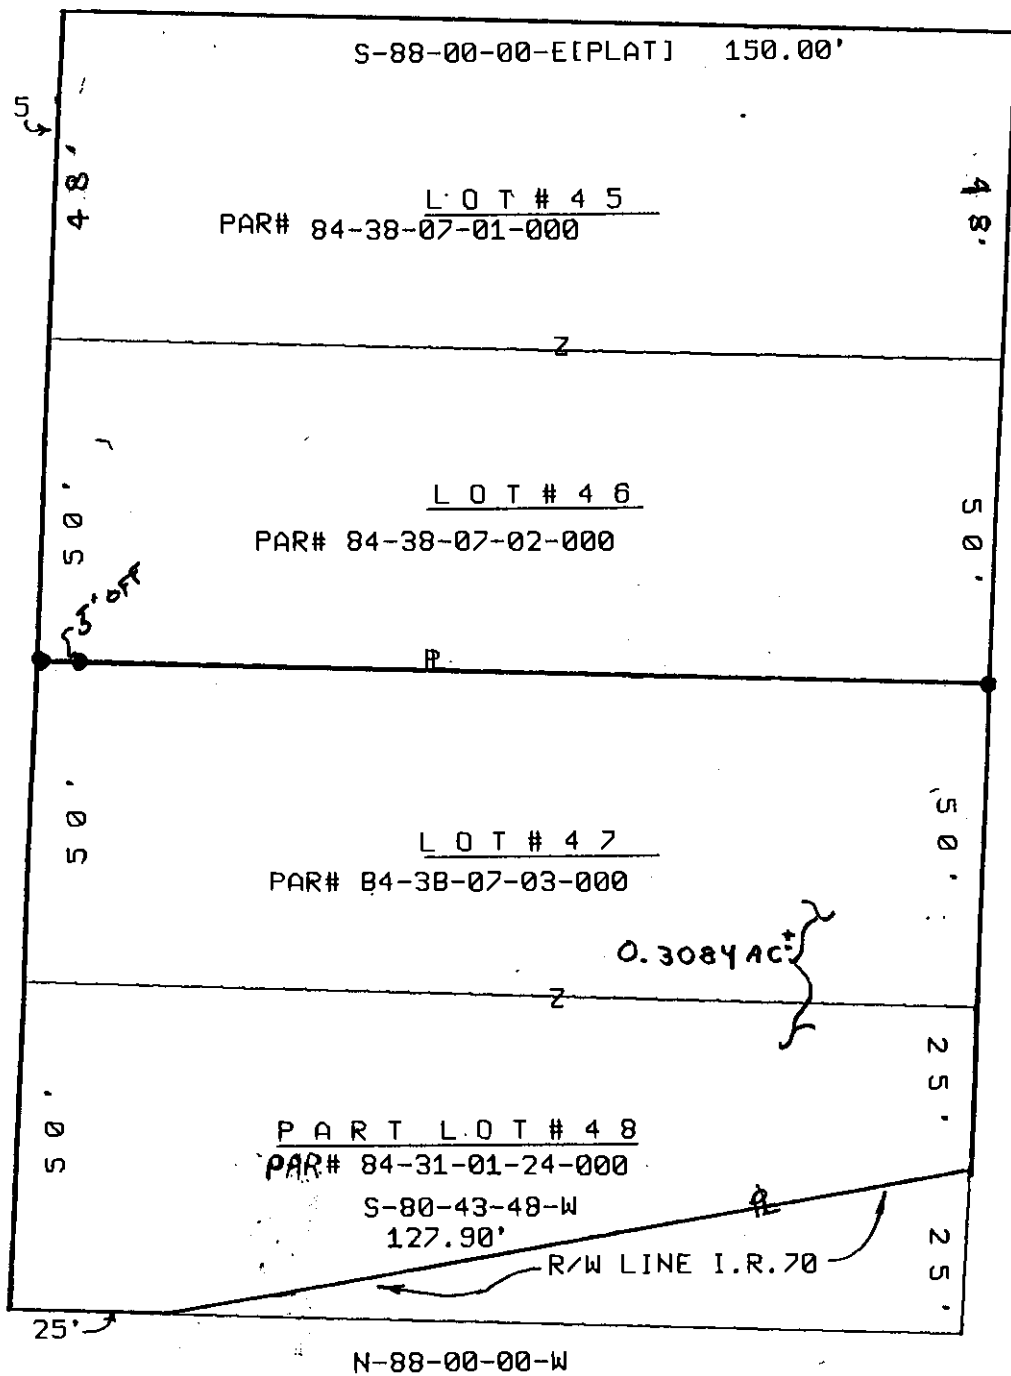 S-88-00-00-E[PLAT] 150.00'
5
48'
48'
LOT #45
PAR# 84-38-07-01-000
Z
50'
50'
LOT #46
PAR# 84-38-07-02-000
5' OFF
P
50'
50'
LOT #47
PAR# 84-38-07-03-000
0.3084 AC±
Z
50'
25'
PART LOT #48
PAR# 84-31-01-24-000
S-80-43-48-W
127.90'
R/W LINE I.R.70
25'
25'
N-88-00-00-W